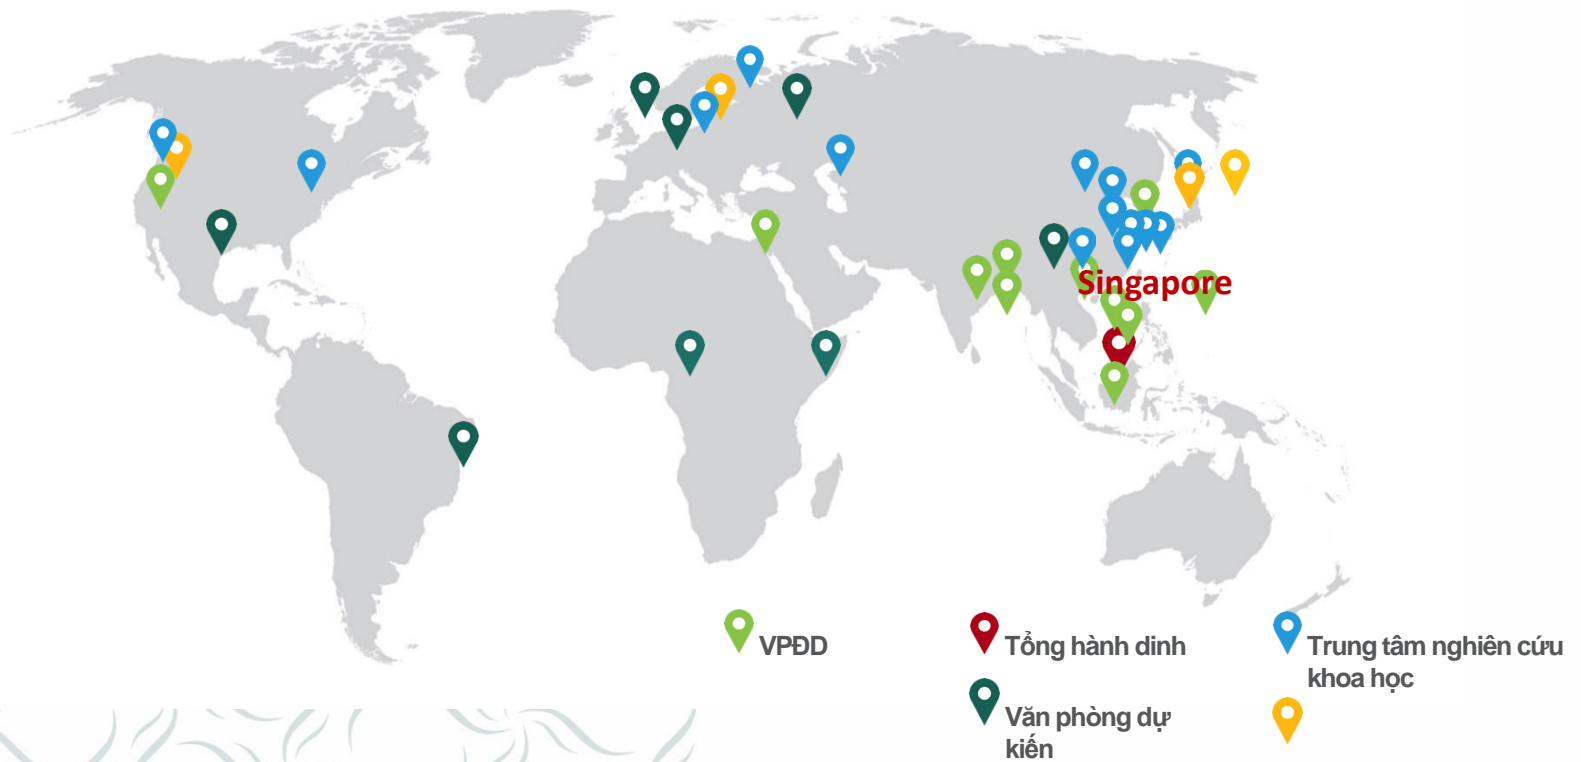 Singapore
VPĐD
Tổng hành dinh
Trung tâm nghiên cứu
khoa học
Văn phòng dự
kiến